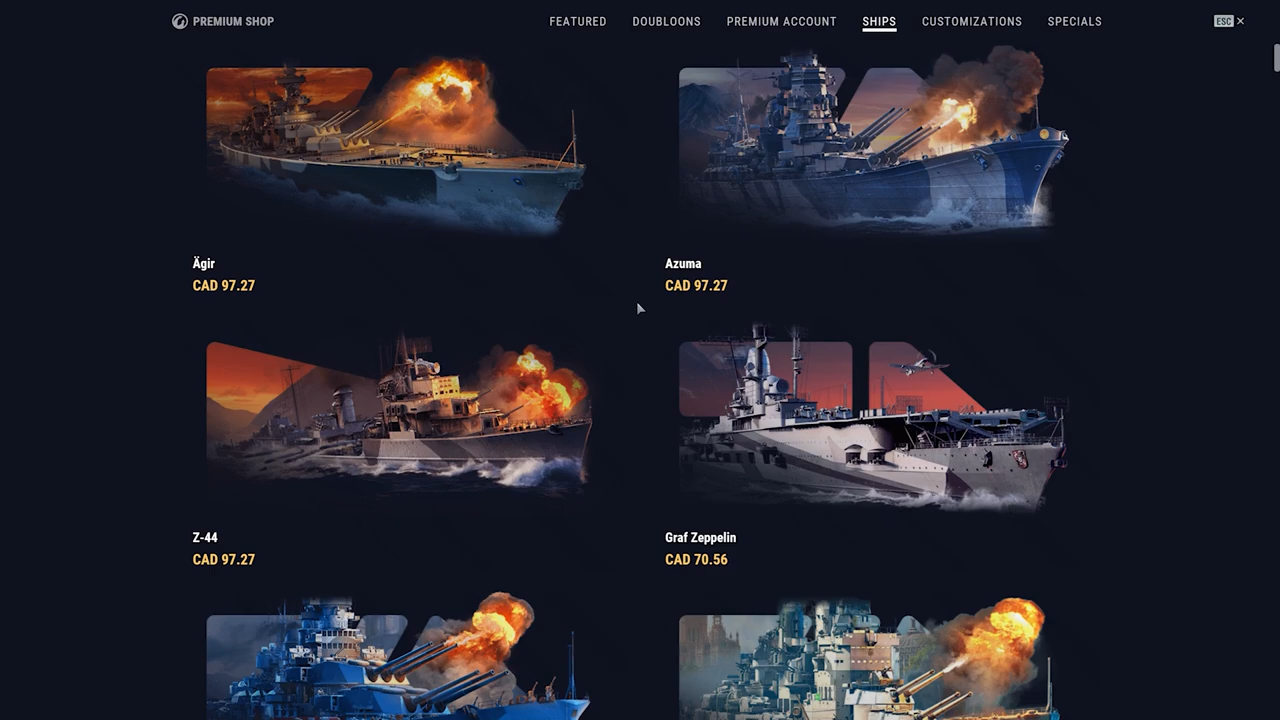 PREMIUM SHOP
FEATURED DOUBLOONS PREMIUM ACCOUNT SHIPS CUSTOMIZATIONS SPECIALS
ESC ×
Ägir
CAD 97.27
Azuma
CAD 97.27
Z-44
CAD 97.27
Graf Zeppelin
CAD 70.56